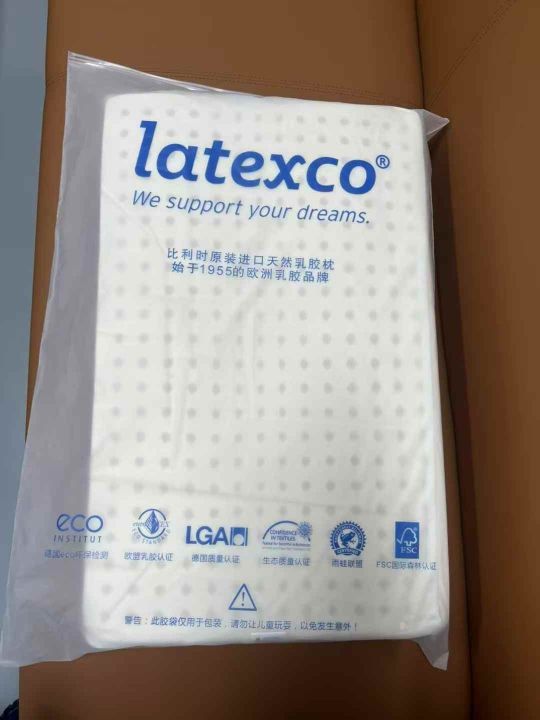 latexco®
We support your dreams.
比利时原装进口天然乳胶枕
始于1955的欧洲乳胶品牌
eco
INSTITUT
德国eco环保检测
欧盟乳胶认证
LGA
德国质量认证
CONFIDENCE
IN TEXTILES
生态质量认证
雨蛙联盟
FSC
FSC国际森林认证
警告：此胶袋仅用于包装，请勿让儿童玩耍，以免发生意外！